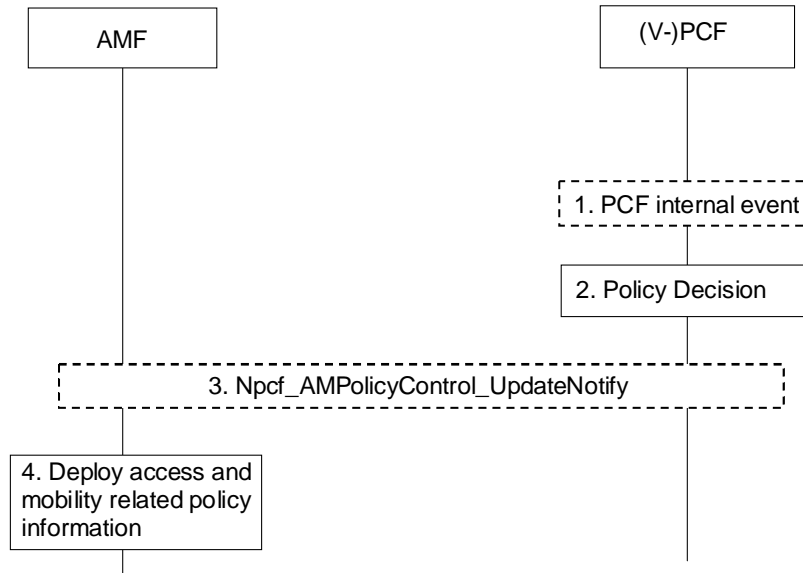 AMF
(V-)PCF
1. PCF internal event
2. Policy Decision
3. Npcf_AMPolicyControl_UpdateNotify
4. Deploy access and
mobility related policy
information